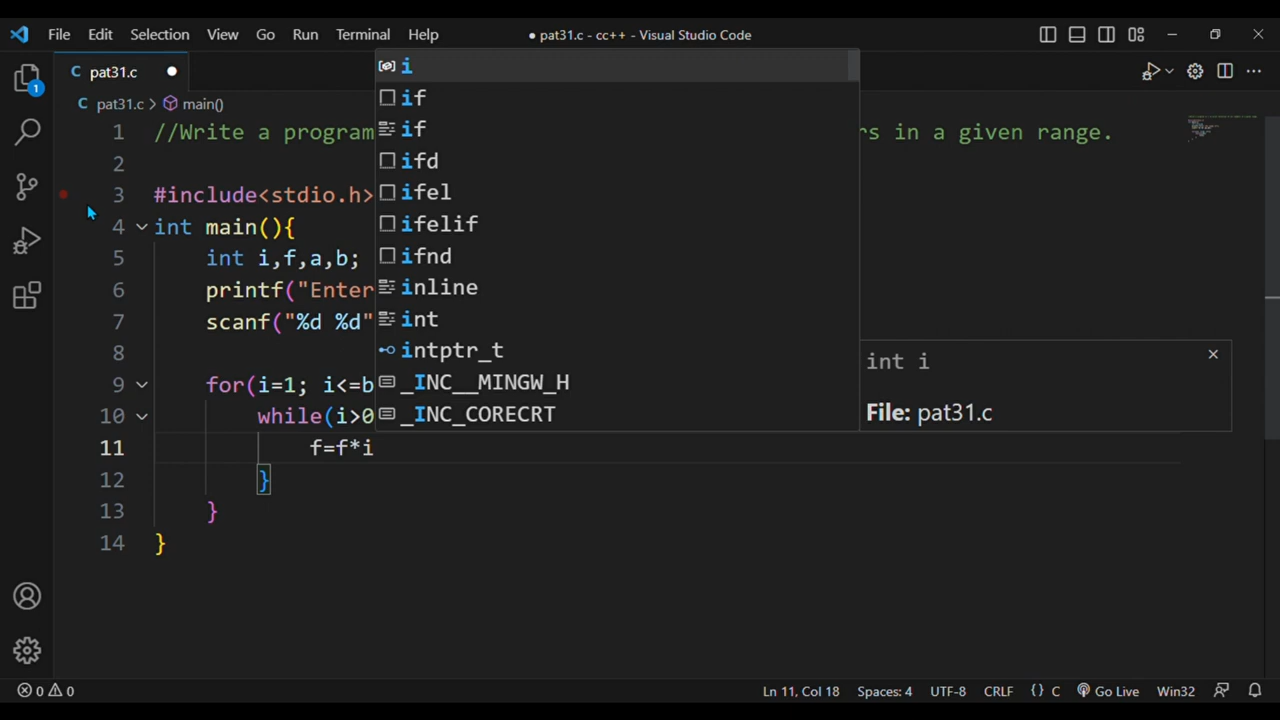 File Edit Selection View Go Run Terminal Help ● pat31.c - cc++ - Visual Studio Code
C pat31.c ●
C pat31.c > main()
1 //Write a program rs in a given range.
2
3 #include<stdio.h>
4 int main(){
5 int i,f,a,b;
6 printf("Enter
7 scanf("%d %d"
8
9 for(i=1; i<=b
10 while(i>0
11 f=f*i
12 }
13 }
14 }
i
if
if
ifd
ifel
ifelif
ifnd
inline
int
intptr_t
_INC__MINGW_H
_INC_CORECRT
int i
File: pat31.c
1
0 0 Ln 11, Col 18 Spaces: 4 UTF-8 CRLF {} C Go Live Win32